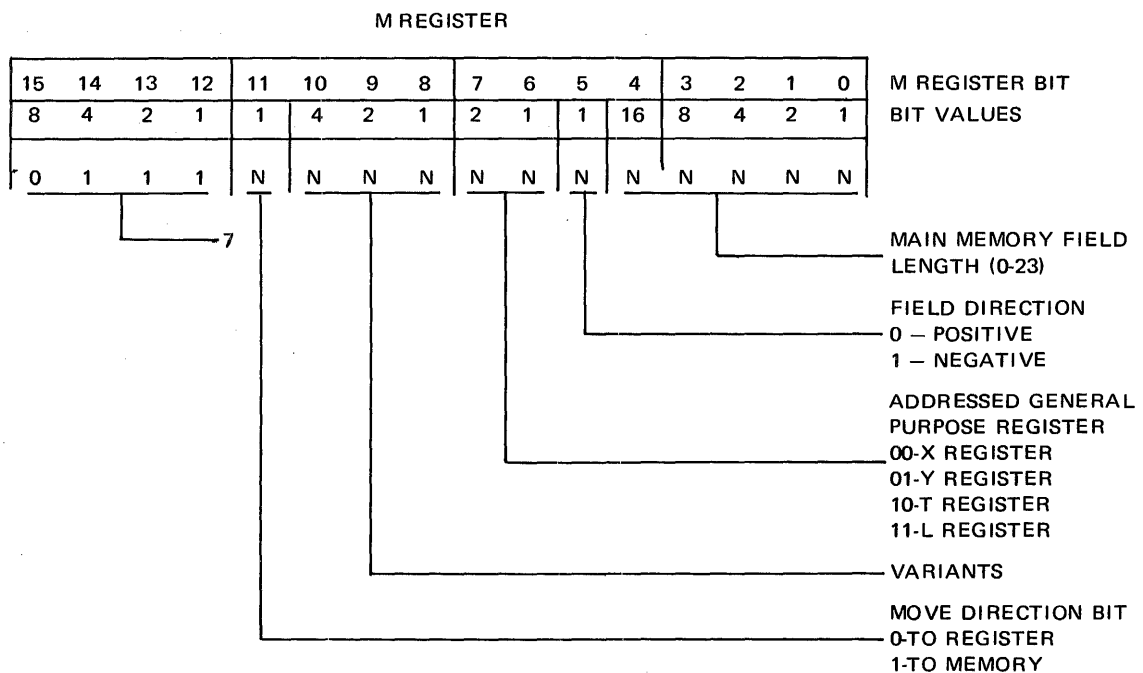 M REGISTER
15 14 13 12 11 10 9 8 7 6 5 4 3 2 1 0 M REGISTER BIT
8 4 2 1 1 4 2 1 2 1 1 16 8 4 2 1 BIT VALUES
0 1 1 1 N N N N N N N N N N N N
7
MAIN MEMORY FIELD
LENGTH (0-23)
FIELD DIRECTION
0 – POSITIVE
1 – NEGATIVE
ADDRESSED GENERAL
PURPOSE REGISTER
00-X REGISTER
01-Y REGISTER
10-T REGISTER
11-L REGISTER
VARIANTS
MOVE DIRECTION BIT
0-TO REGISTER
1-TO MEMORY